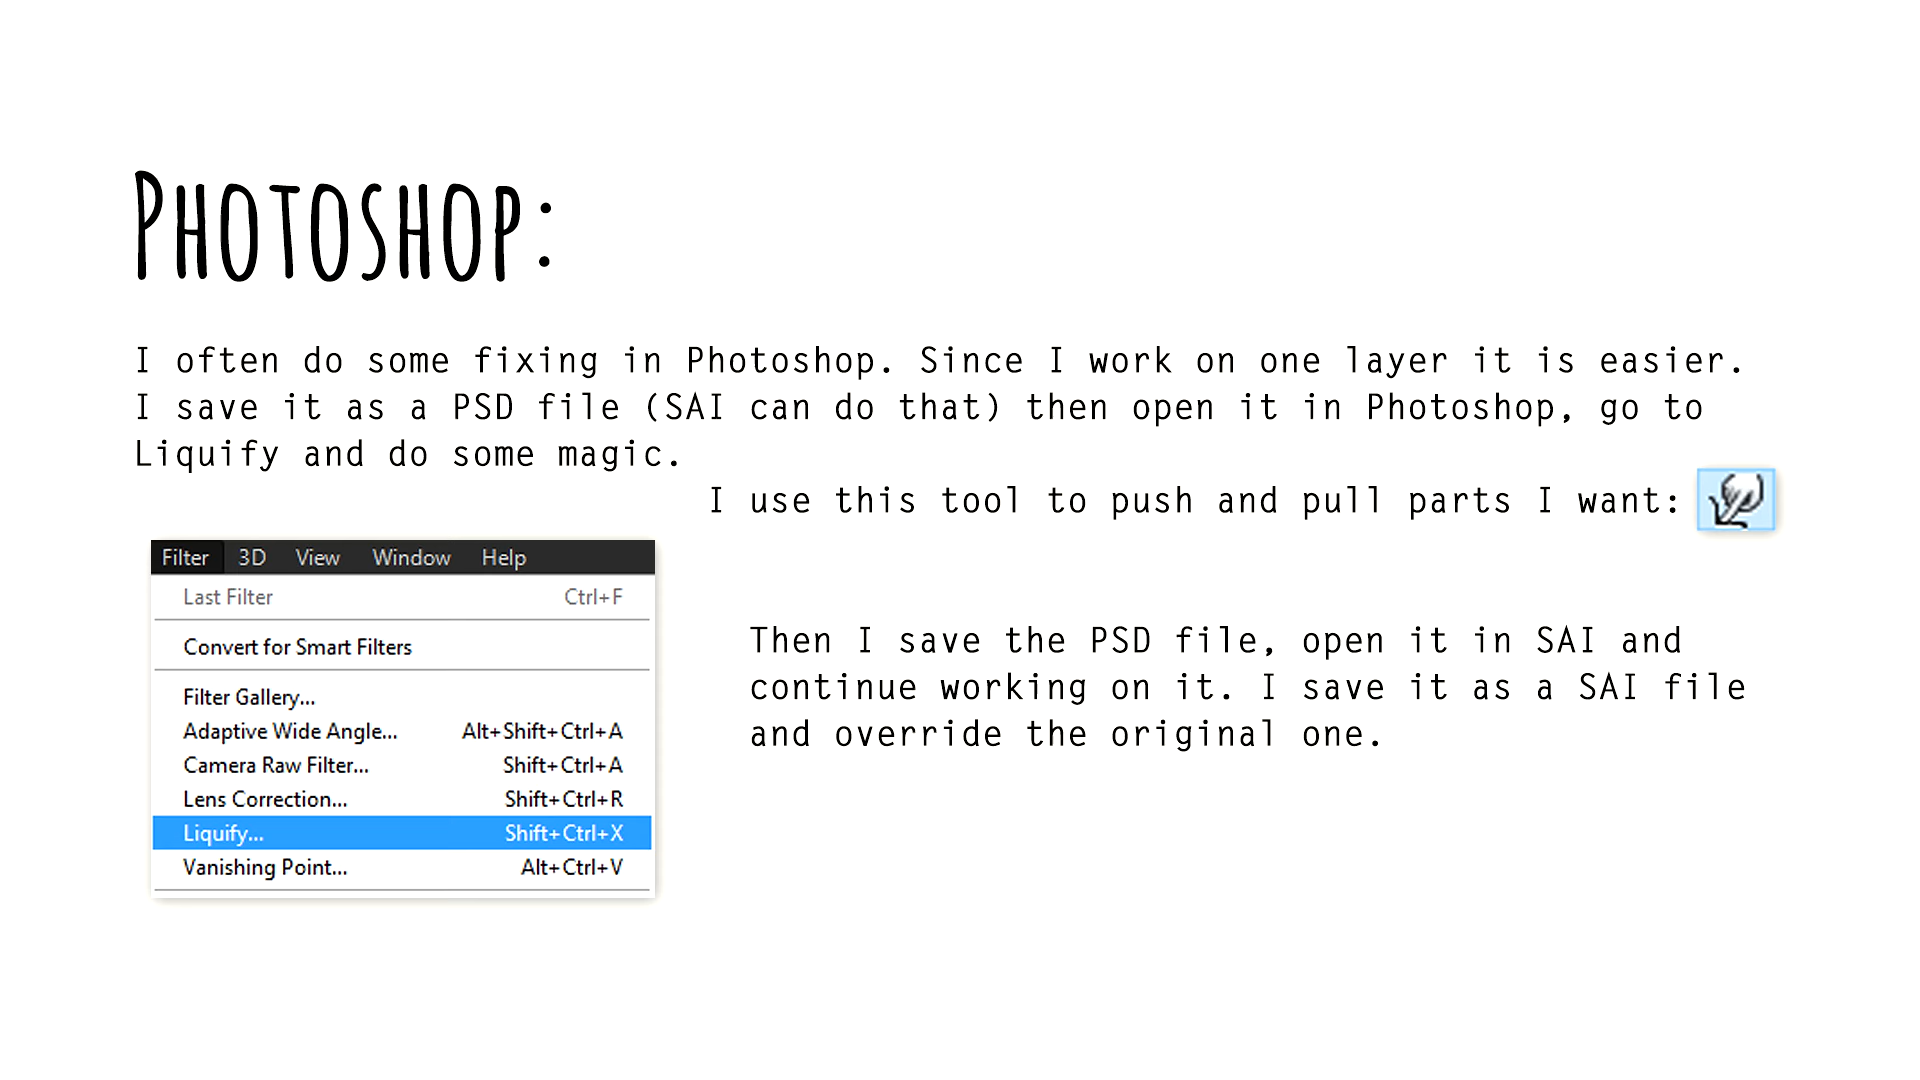 Photoshop:
I often do some fixing in Photoshop. Since I work on one layer it is easier.
I save it as a PSD file (SAI can do that) then open it in Photoshop, go to
Liquify and do some magic.
I use this tool to push and pull parts I want:
Filter 3D View Window Help
Last Filter Ctrl+F
Convert for Smart Filters
Filter Gallery...
Adaptive Wide Angle... Alt+Shift+Ctrl+A
Camera Raw Filter... Shift+Ctrl+A
Lens Correction... Shift+Ctrl+R
Liquify... Shift+Ctrl+X
Vanishing Point... Alt+Ctrl+V
Then I save the PSD file, open it in SAI and
continue working on it. I save it as a SAI file
and override the original one.